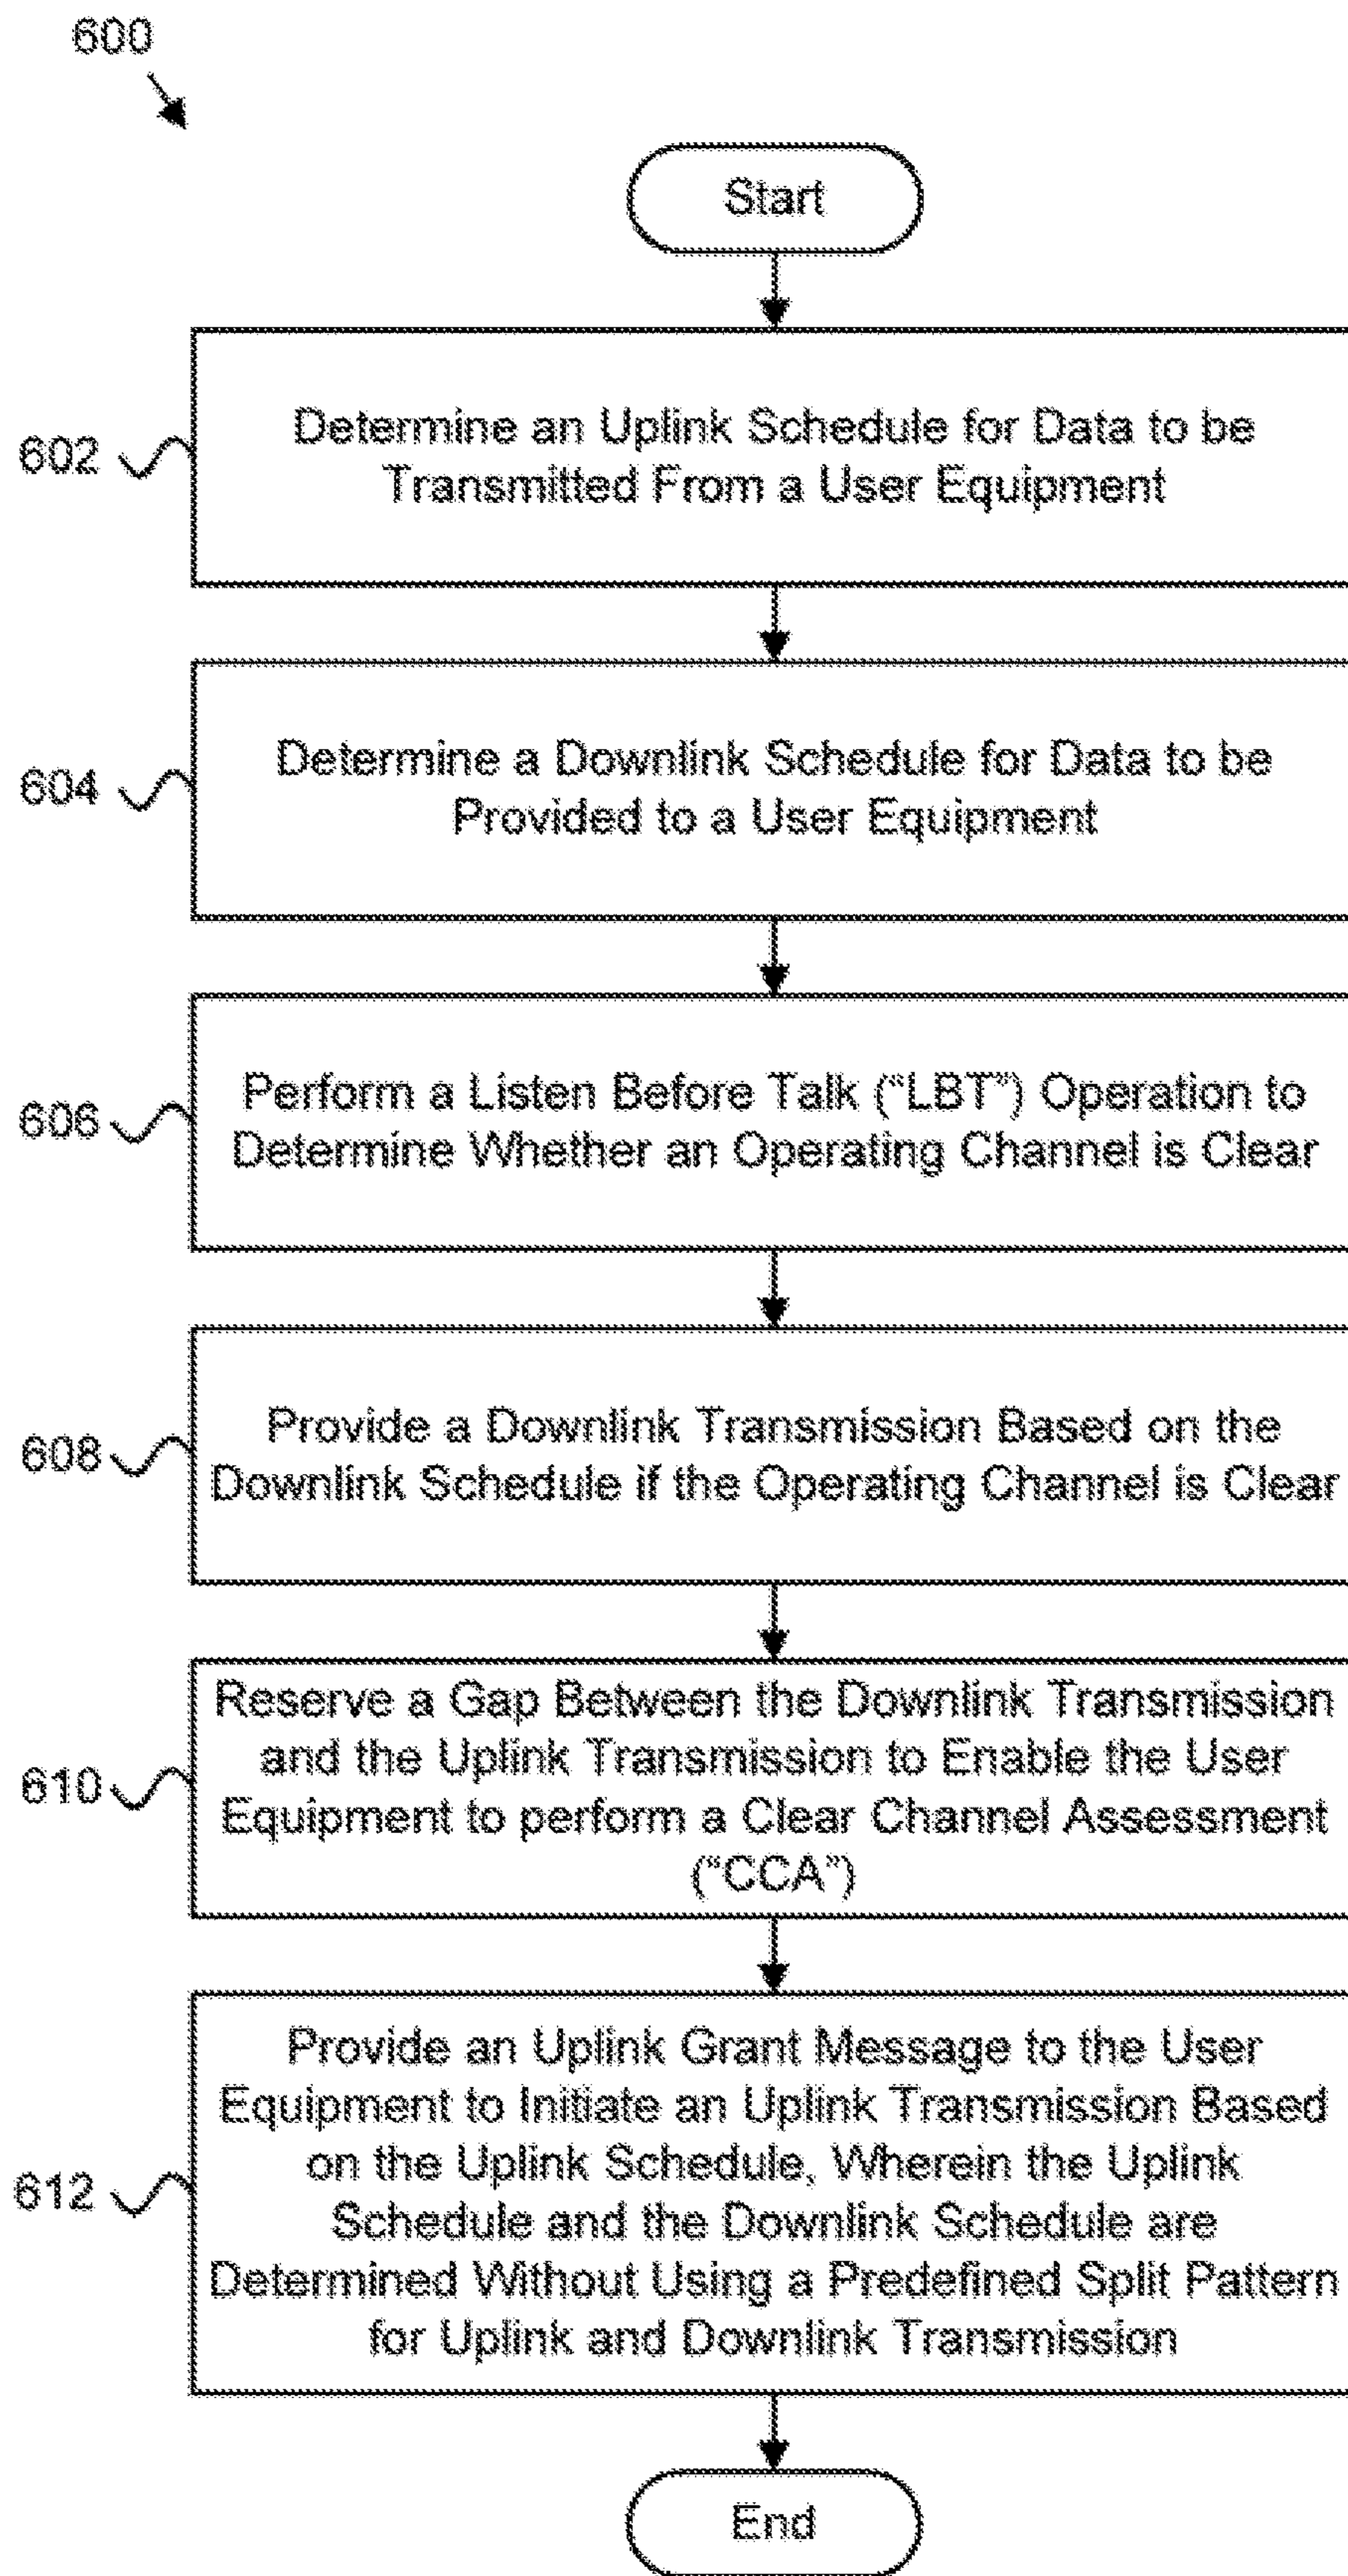 600
Start
602
Determine an Uplink Schedule for Data to be
Transmitted From a User Equipment
604
Determine a Downlink Schedule for Data to be
Provided to a User Equipment
606
Perform a Listen Before Talk (“LBT”) Operation to
Determine Whether an Operating Channel is Clear
608
Provide a Downlink Transmission Based on the
Downlink Schedule if the Operating Channel is Clear
610
Reserve a Gap Between the Downlink Transmission
and the Uplink Transmission to Enable the User
Equipment to perform a Clear Channel Assessment
(“CCA”)
612
Provide an Uplink Grant Message to the User
Equipment to Initiate an Uplink Transmission Based
on the Uplink Schedule, Wherein the Uplink
Schedule and the Downlink Schedule are
Determined Without Using a Predefined Split Pattern
for Uplink and Downlink Transmission
End